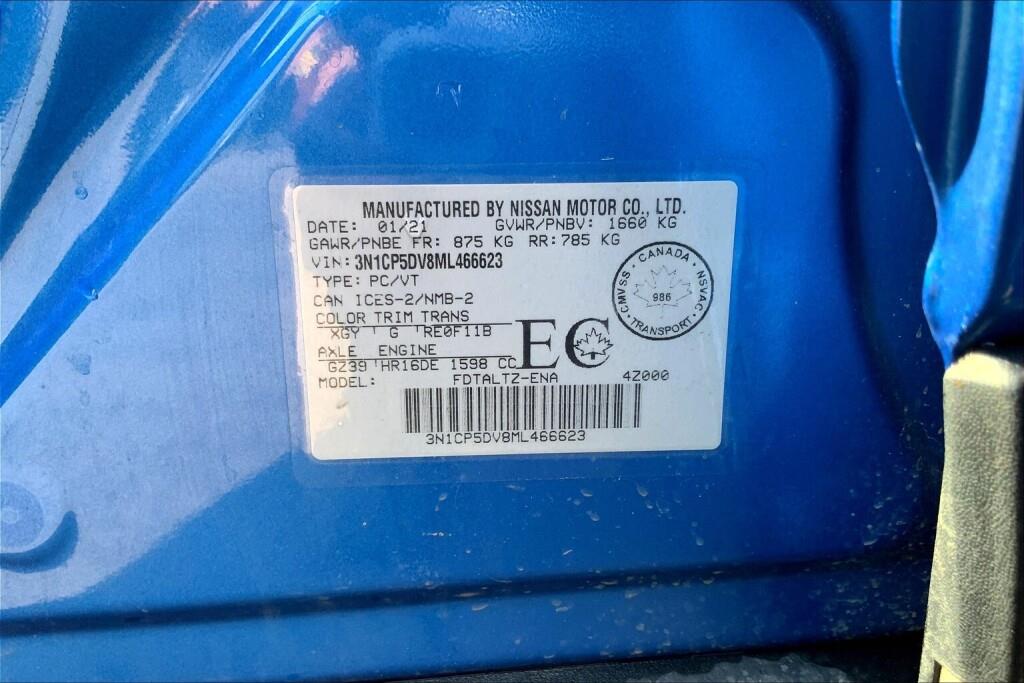 MANUFACTURED BY NISSAN MOTOR CO., LTD.
DATE: 01/21 GVWR/PNBV: 1660 KG
GAWR/PNBE FR: 875 KG RR: 785 KG
VIN: 3N1CP5DV8ML466623
TYPE: PC/VT
CAN ICES-2/NMB-2
COLOR TRIM TRANS
XGY G RE0F11B
AXLE ENGINE
GZ39 HR16DE 1598 CC
MODEL: FDTALTZ-ENA 4Z000
3N1CP5DV8ML466623
EC
CANADA
CMVSS NSVAC
986
TRANSPORT